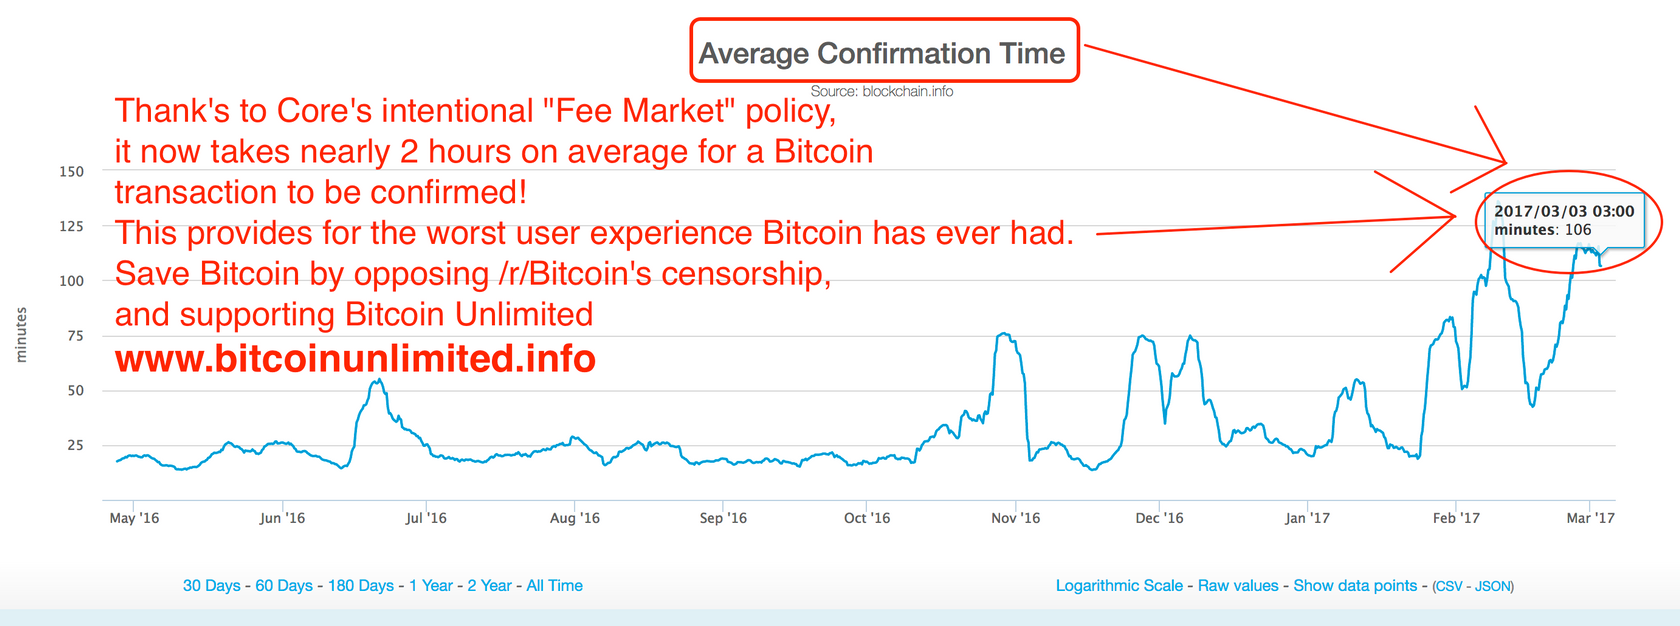 Average Confirmation Time
Source: blockchain.info
Thank's to Core's intentional "Fee Market" policy,
it now takes nearly 2 hours on average for a Bitcoin
transaction to be confirmed!
This provides for the worst user experience Bitcoin has ever had.
Save Bitcoin by opposing /r/Bitcoin's censorship,
and supporting Bitcoin Unlimited
www.bitcoinunlimited.info
2017/03/03 03:00
minutes: 106
minutes
150
125
100
75
50
25
May '16 Jun '16 Jul '16 Aug '16 Sep '16 Oct '16 Nov '16 Dec '16 Jan '17 Feb '17 Mar '17
30 Days - 60 Days - 180 Days - 1 Year - 2 Year - All Time
Logarithmic Scale - Raw values - Show data points - (CSV - JSON)